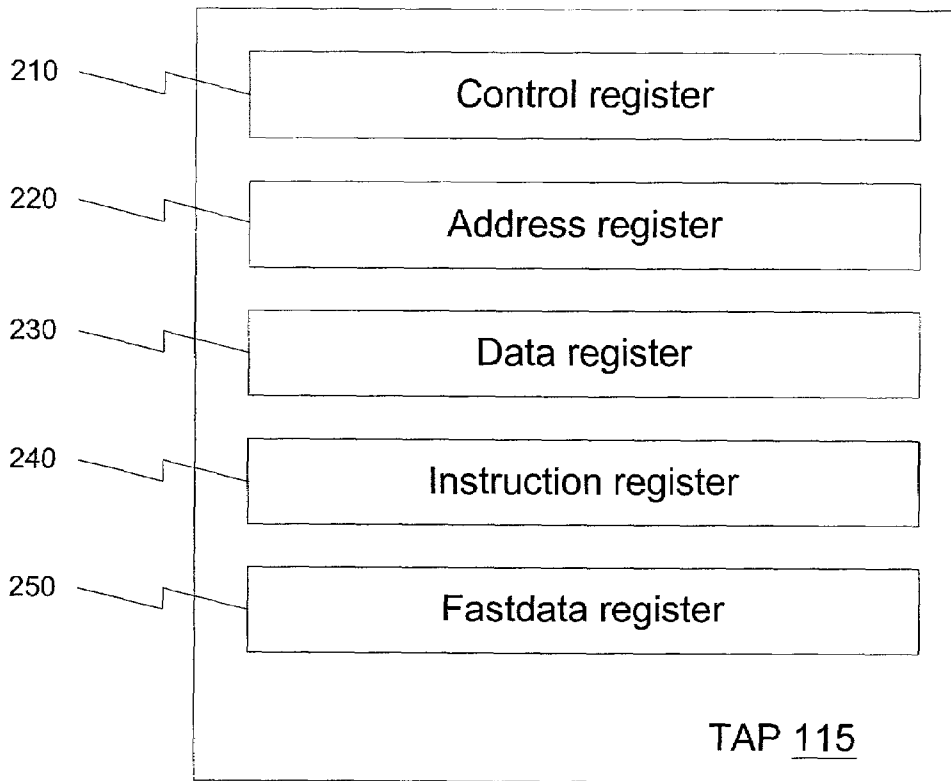 210 Control register
220 Address register
230 Data register
240 Instruction register
250 Fastdata register
TAP 115